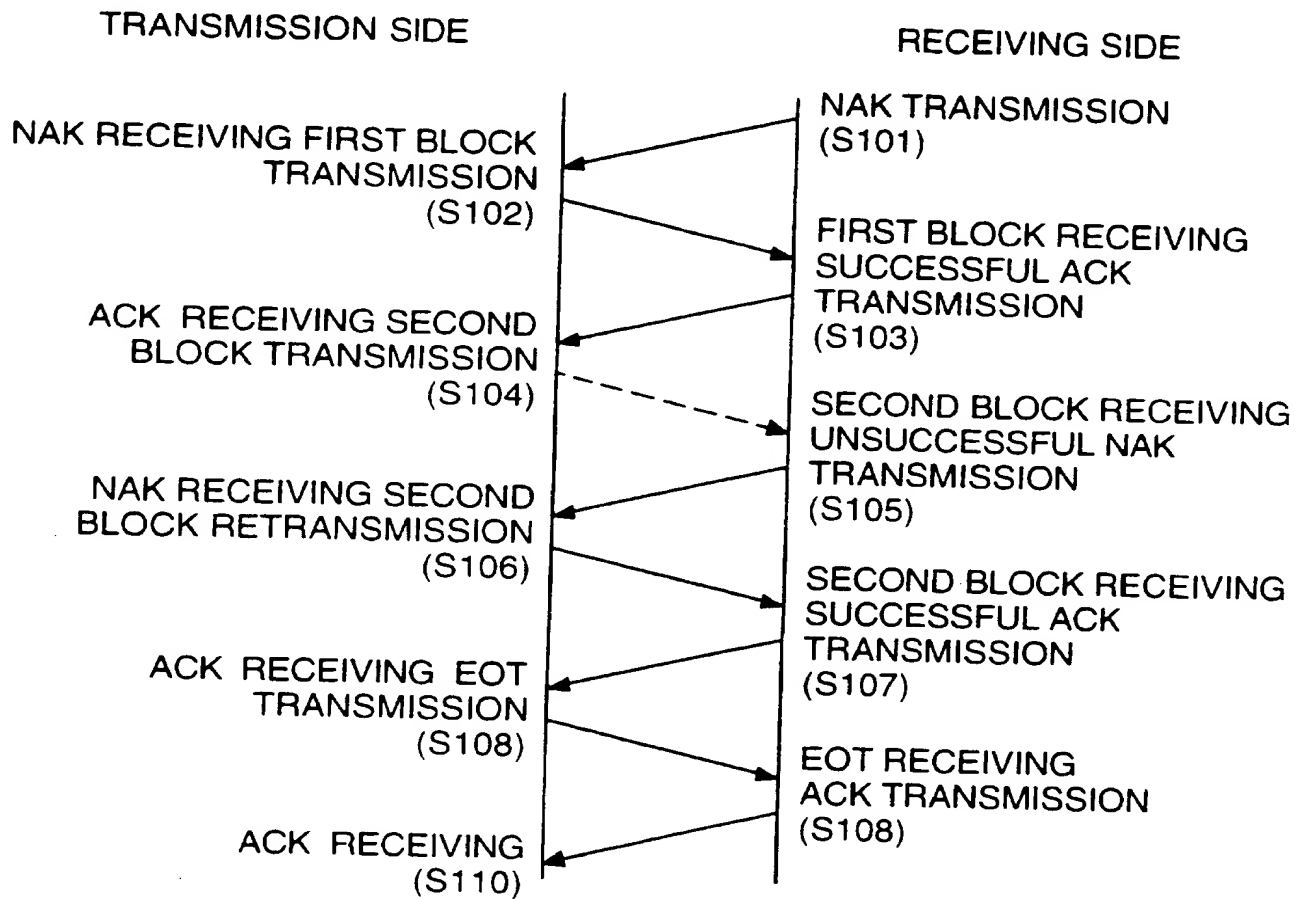 TRANSMISSION SIDE
RECEIVING SIDE
NAK TRANSMISSION
(S101)
NAK RECEIVING FIRST BLOCK
TRANSMISSION
(S102)
FIRST BLOCK RECEIVING
SUCCESSFUL ACK
TRANSMISSION
(S103)
ACK RECEIVING SECOND
BLOCK TRANSMISSION
(S104)
SECOND BLOCK RECEIVING
UNSUCCESSFUL NAK
TRANSMISSION
(S105)
NAK RECEIVING SECOND
BLOCK RETRANSMISSION
(S106)
SECOND BLOCK RECEIVING
SUCCESSFUL ACK
TRANSMISSION
(S107)
ACK RECEIVING EOT
TRANSMISSION
(S108)
EOT RECEIVING
ACK TRANSMISSION
(S108)
ACK RECEIVING
(S110)